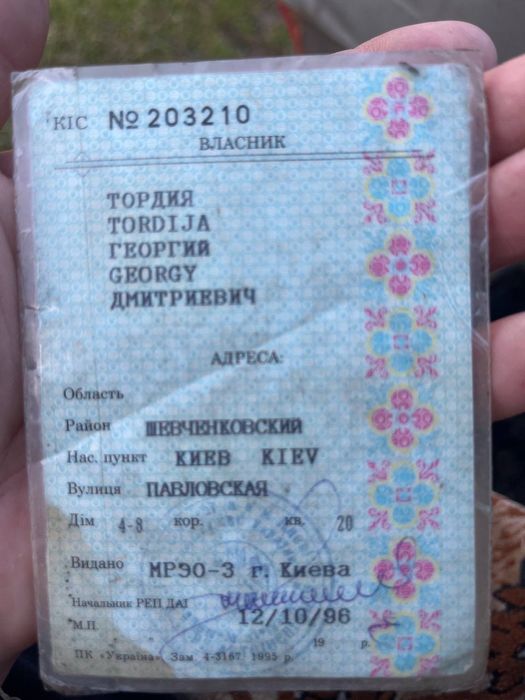 КІС № 203210
ВЛАСНИК
ТОРДИЯ
TORDIJA
ГЕОРГИЙ
GEORGY
ДМИТРИЕВИЧ
АДРЕСА:
Область
Район ШЕВЧЕНКОВСКИЙ
Нас. пункт КИЕВ KIEV
Вулиця ПАВЛОВСКАЯ
Дім 4-8 кор. кв. 20
Видано МРЭО-3 г. Киева
Начальник РЕП ДАІ
12/10/96
М.П. 19 р.
ПК «Україна». Зам. 4-3167 1995 р.